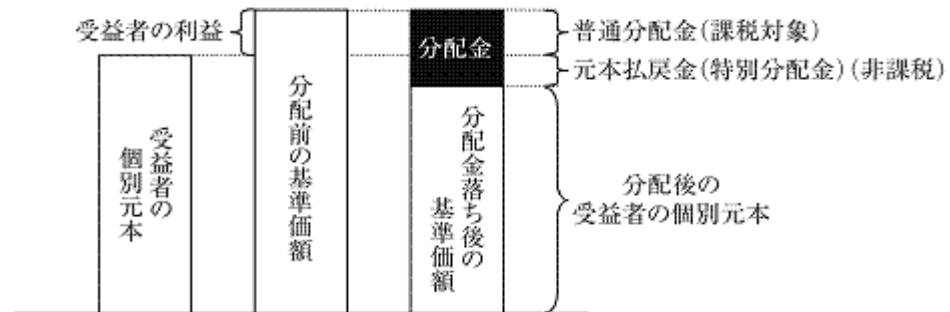 受益者の利益
受益者の
個別元本
分配前の基準価額
分配金
分配金落ち後の
基準価額
普通分配金(課税対象)
元本払戻金(特別分配金)(非課税)
分配後の
受益者の個別元本